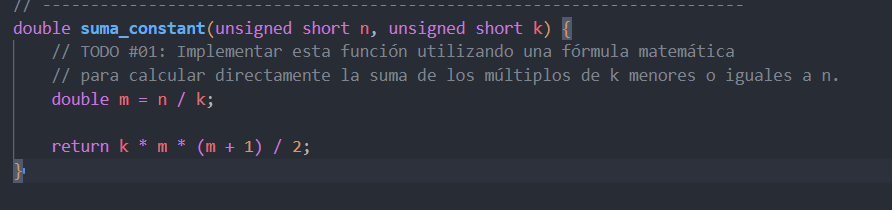 // -------------------------------------------------------------------------
double suma_constant(unsigned short n, unsigned short k) {
    // TODO #01: Implementar esta función utilizando una fórmula matemática
    // para calcular directamente la suma de los múltiplos de k menores o iguales a n.
    double m = n / k;

    return k * m * (m + 1) / 2;
}